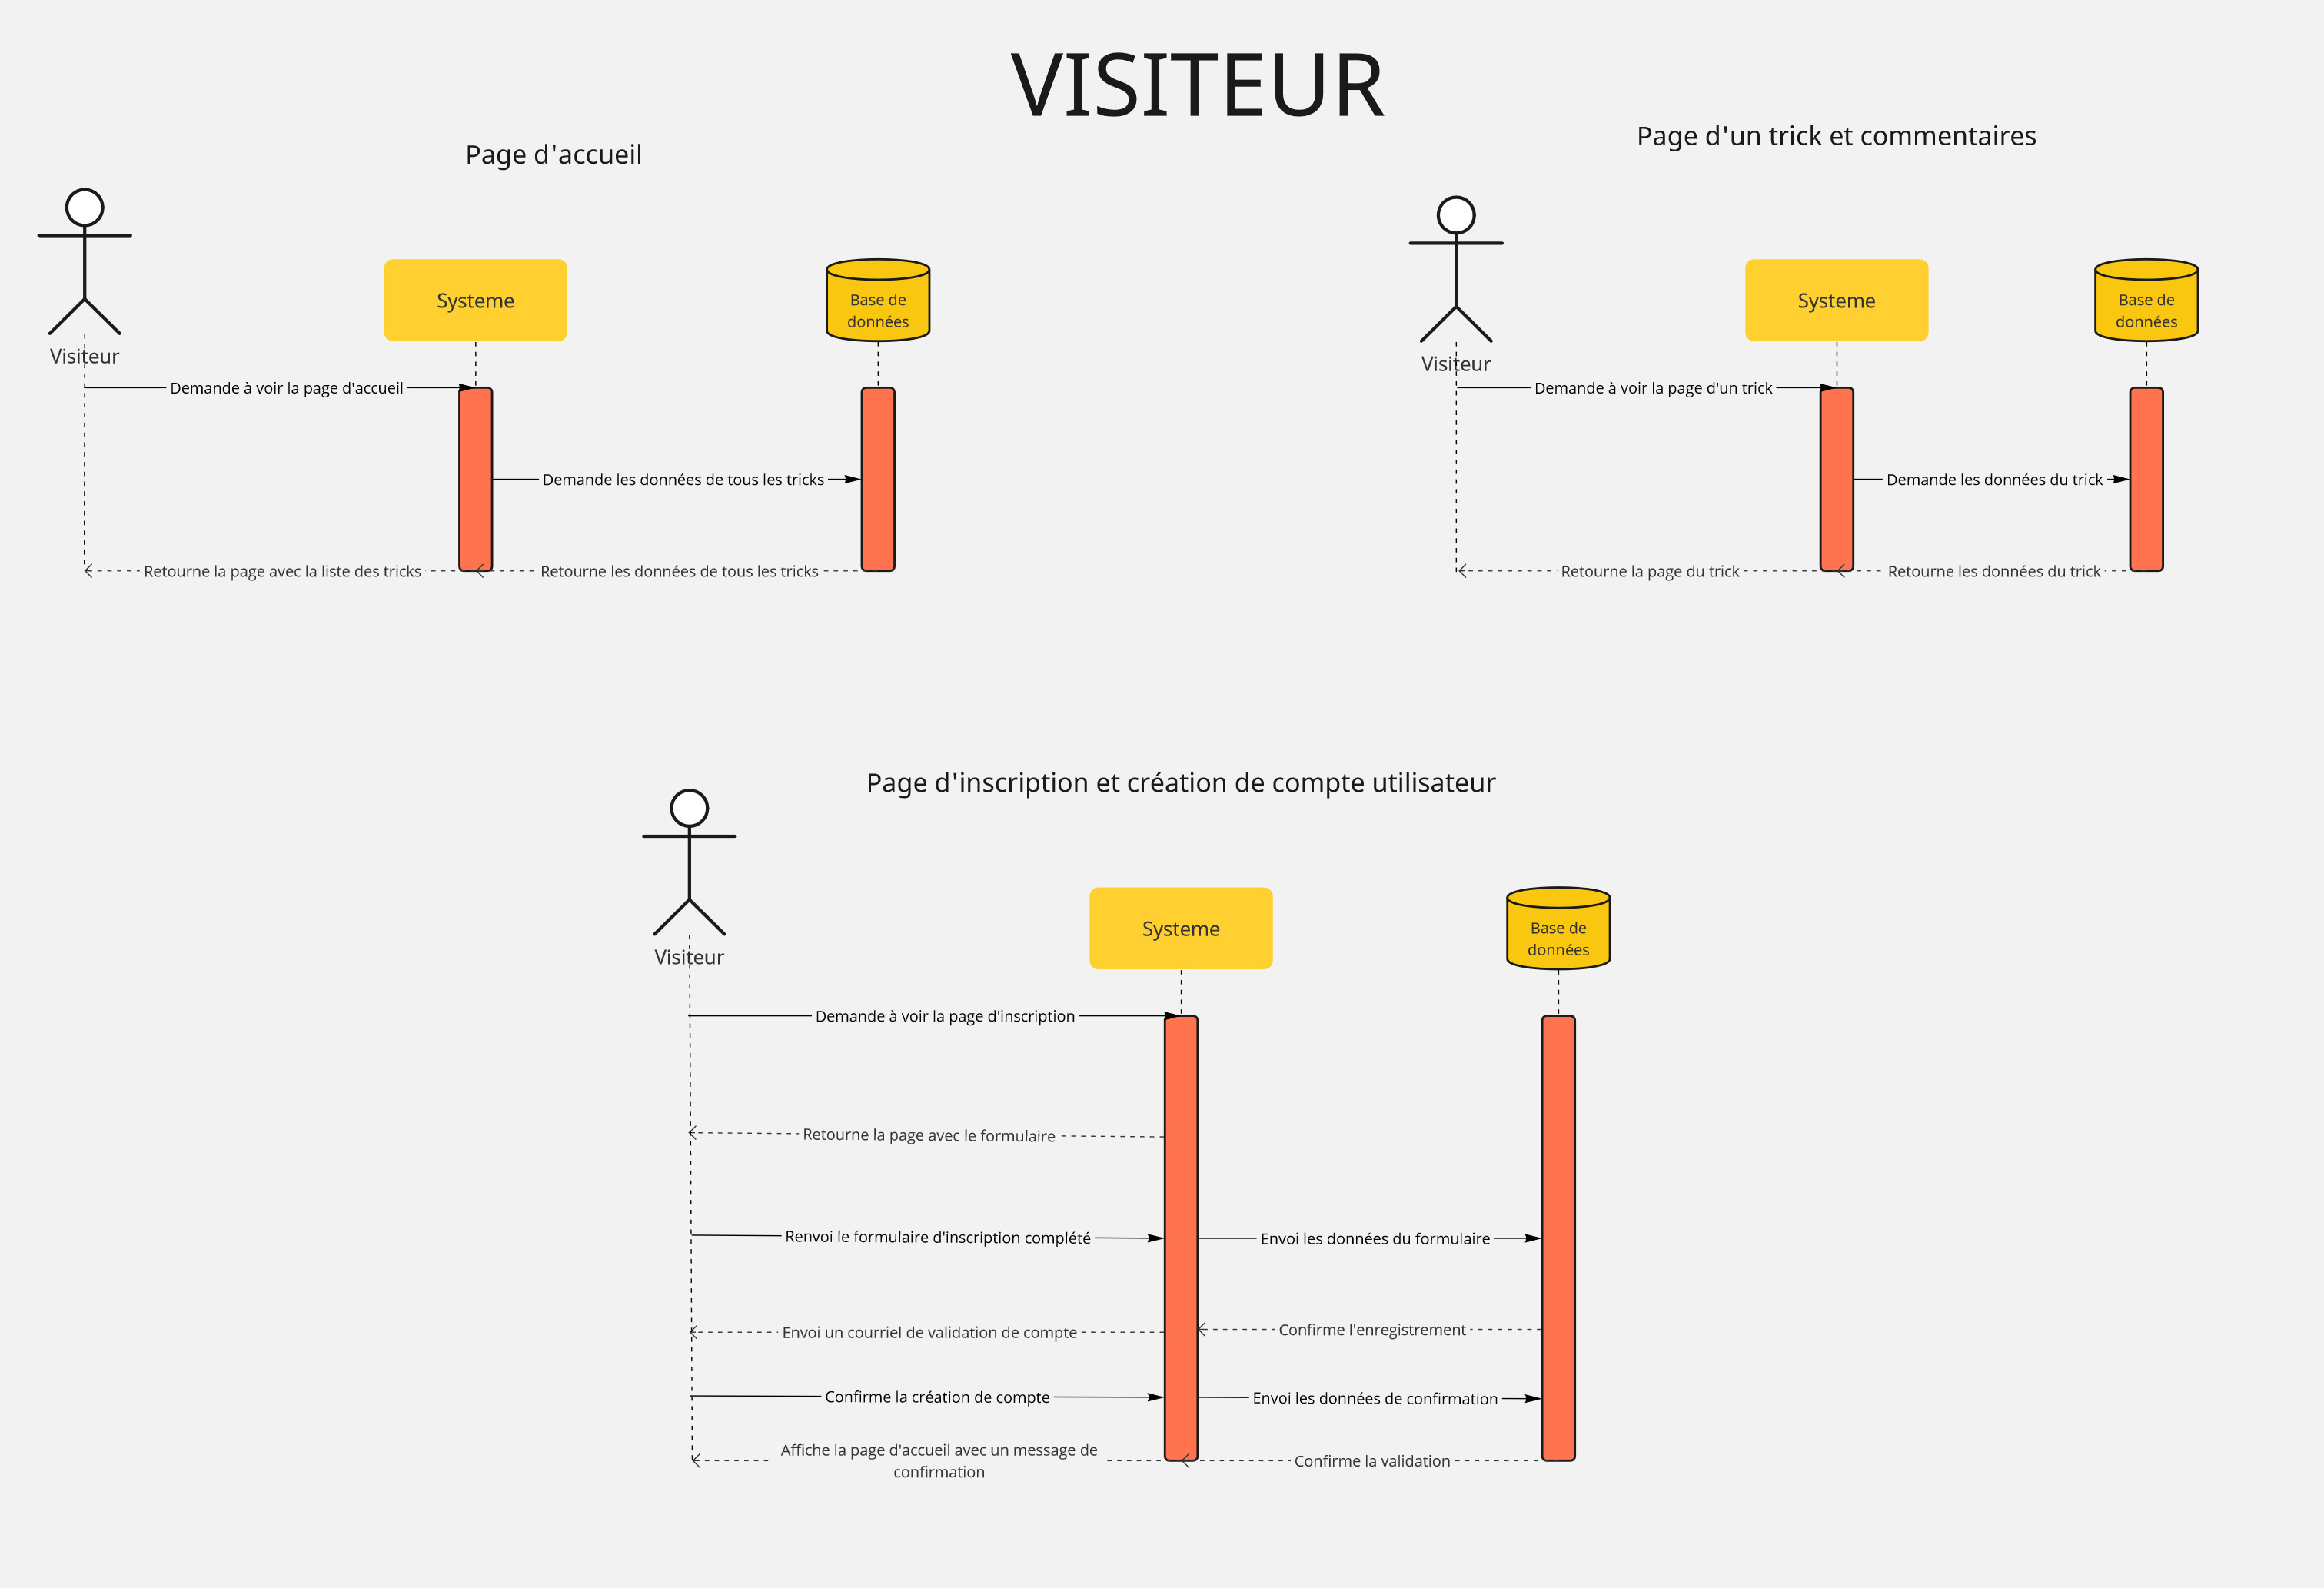 VISITEUR
Page d'accueil
Visiteur
Systeme
Base de
données
Demande à voir la page d'accueil
Demande les données de tous les tricks
Retourne la page avec la liste des tricks
Retourne les données de tous les tricks
Page d'un trick et commentaires
Visiteur
Systeme
Base de
données
Demande à voir la page d'un trick
Demande les données du trick
Retourne la page du trick
Retourne les données du trick
Page d'inscription et création de compte utilisateur
Visiteur
Systeme
Base de
données
Demande à voir la page d'inscription
Retourne la page avec le formulaire
Renvoi le formulaire d'inscription complété
Envoi les données du formulaire
Envoi un courriel de validation de compte
Confirme l'enregistrement
Confirme la création de compte
Envoi les données de confirmation
Affiche la page d'accueil avec un message de
confirmation
Confirme la validation